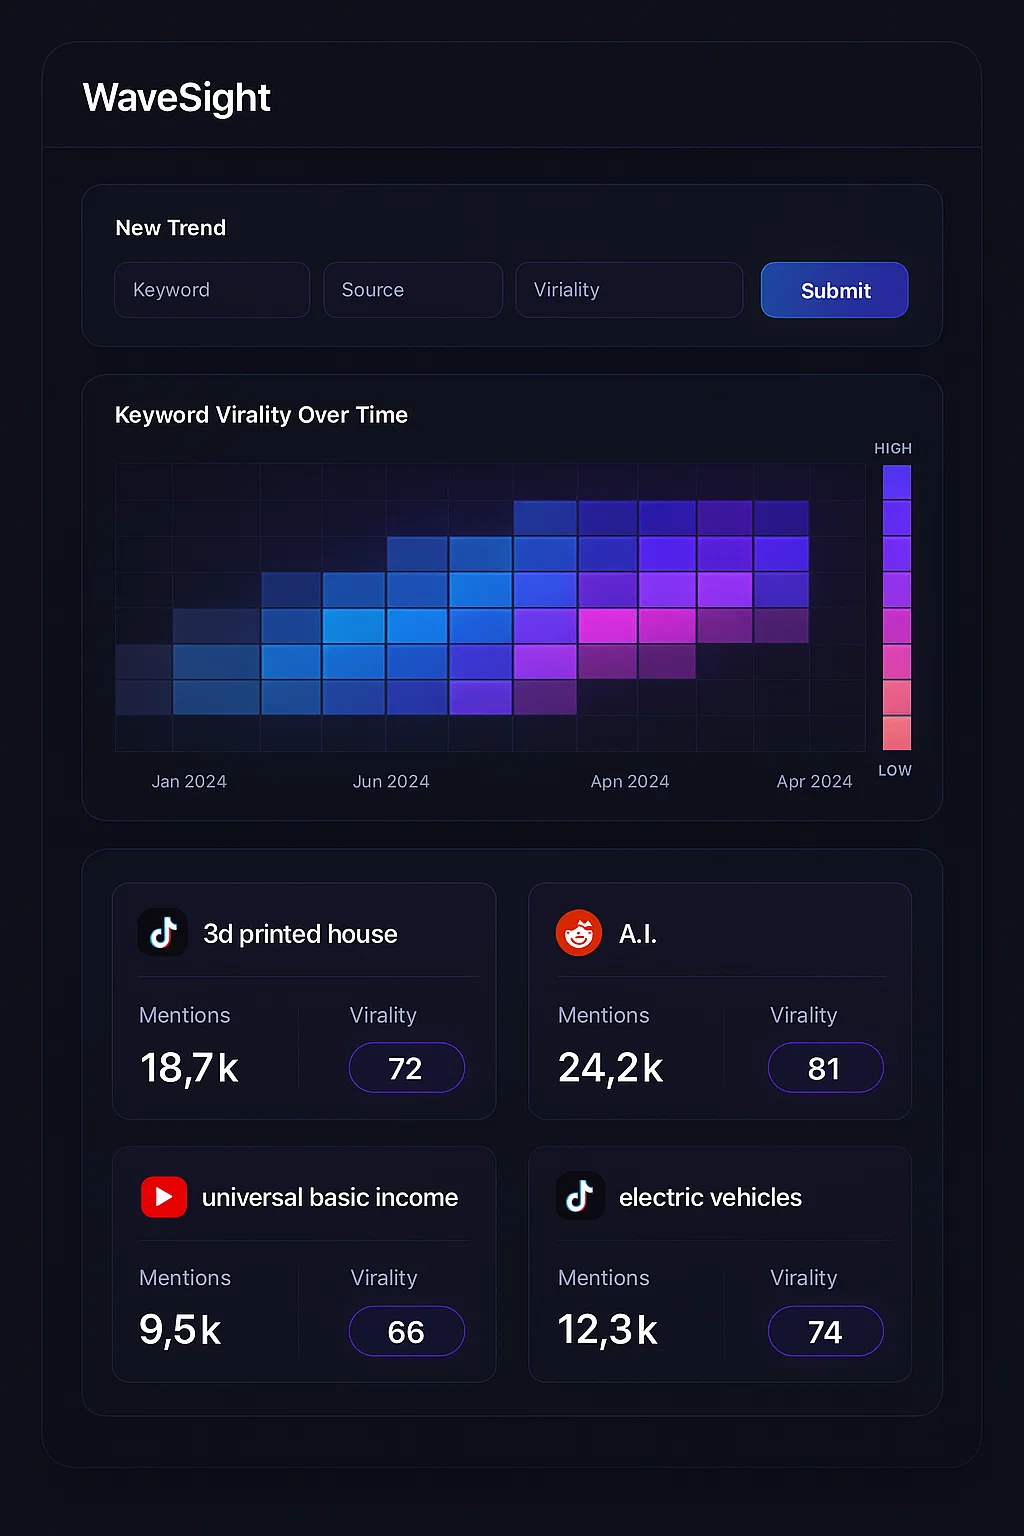 WaveSight
New Trend
Keyword Source Viriality Submit
Keyword Virality Over Time
HIGH
Jan 2024 Jun 2024 Apn 2024 Apr 2024 LOW
3d printed house
Mentions Virality
18,7k 72
A.I.
Mentions Virality
24,2k 81
universal basic income
Mentions Virality
9,5k 66
electric vehicles
Mentions Virality
12,3k 74